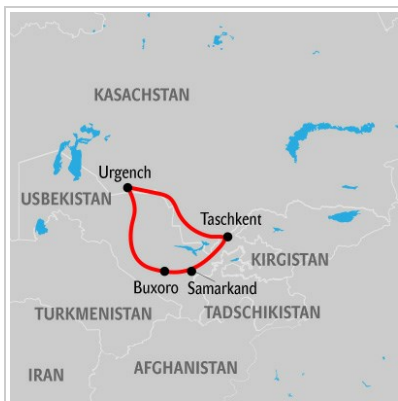 KASACHSTAN
Urgench
USBEKISTAN
Taschkent
KIRGISTAN
Buxoro
Samarkand
TURKMENISTAN
TADSCHIKISTAN
AFGHANISTAN
IRAN